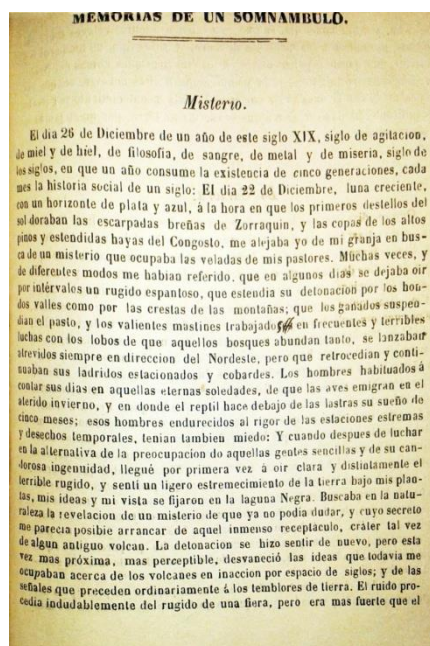 MEMORIAS DE UN SOMNAMBULO.
Misterio.
El dia 26 de Diciembre de un año de este siglo XIX, siglo de agitacion,
de miel y de hiel, de filosofia, de sangre, de metal y de miseria, siglo de
los siglos, en que un año consume la existencia de cinco generaciones, cada
mes la historia social de un siglo: El dia 22 de Diciembre, luna creciente,
con un horizonte de plata y azul, á la hora en que los primeros destellos del
sol doraban las escarpadas breñas de Zorraquin, y las copas de los altos
pinos y estendidas hayas del Congosto, me alejaba yo de mi granja en bus-
ca de un misterio que ocupaba las veladas de mis pastores. Muchas veces, y
de diferentes modos me habian referido, que en algunos dias se dejaba oir
por intérvalos un rugido espantoso, que estendia su detonacion por los hon-
dos valles como por las crestas de las montañas; que los ganados suspen-
dian el pasto, y los valientes mastines trabajados en frecuentes y terribles
luchas con los lobos de que aquellos bosques abundan tanto, se lanzaban
atrevidos siempre en direccion del Nordeste, pero que retrocedian y conti-
nuaban sus ladridos estacionados y cobardes. Los hombres habituados á
contar sus dias en aquellas eternas soledades, de que las aves emigran en el
aterido invierno, y en donde el reptil hace debajo de las lastras su sueño de
cinco meses; esos hombres endurecidos al rigor de las estaciones estremas
y desechos temporales, tenian tambien miedo: Y cuando despues de luchar
en la alternativa de la preocupacion do aquellas gentes sencillas y de su can-
dorosa ingenuidad, llegué por primera vez á oir clara y distintamente el
terrible rugido, y sentí un ligero estremecimiento de la tierra bajo mis plan-
tas, mis ideas y mi vista se fijaron en la laguna Negra. Buscaba en la natu-
raleza la revelacion de un misterio de que ya no podia dudar, y cuyo secreto
me parecia posible arrancar de aquel inmenso receptáculo, cráter tal vez
de algun antiguo volcan. La detonacion se hizo sentir de nuevo, pero esta
vez mas próxima, mas perceptible, desvaneció las ideas que todavia me
ocupaban acerca de los volcanes en inaccion por espacio de siglos; y de las
señales que preceden ordinariamente á los temblores de tierra. El ruido pro-
cedia indudablemente del rugido de una fiera, pero era mas fuerte que el